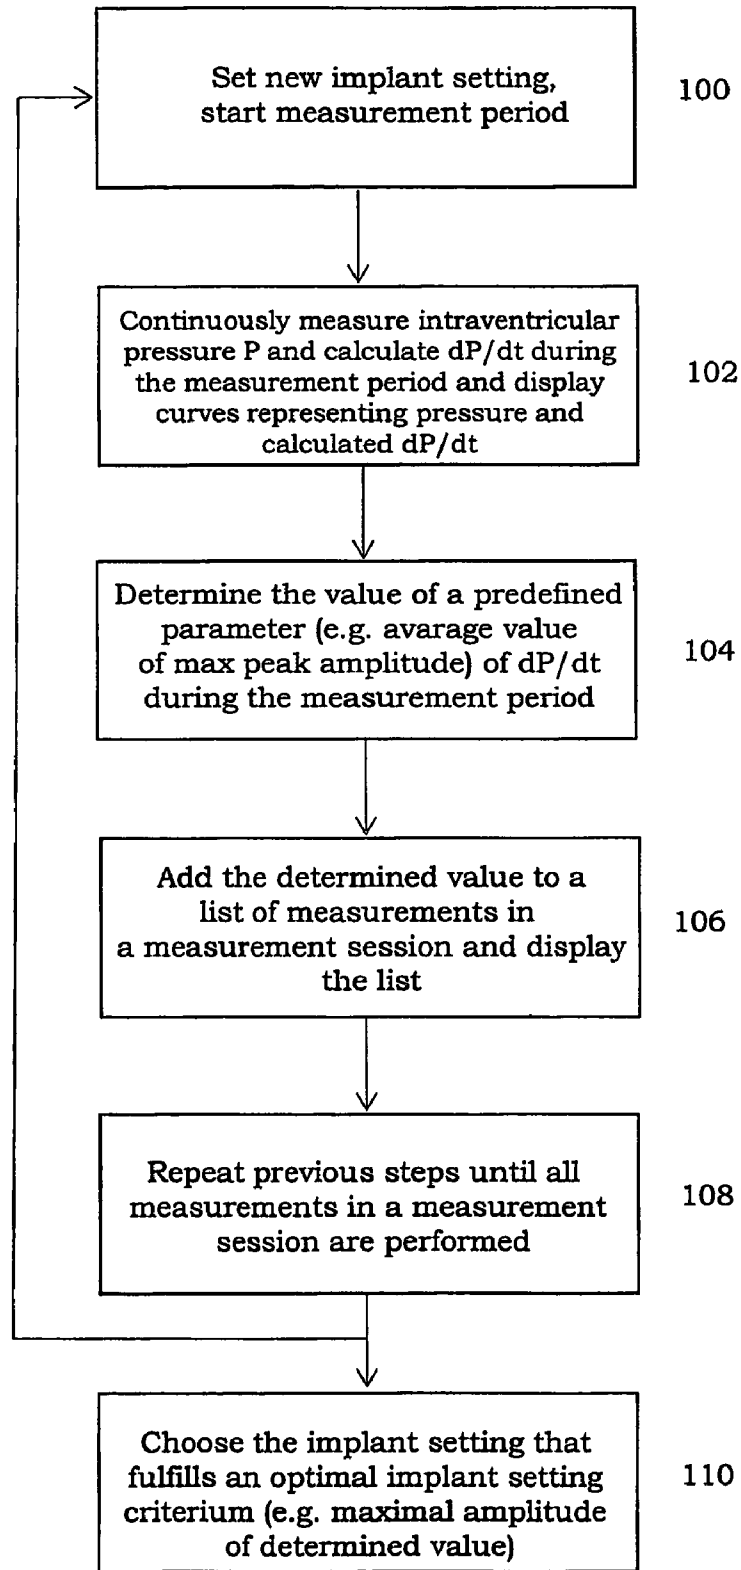 Set new implant setting,
start measurement period
100
Continuously measure intraventricular
pressure P and calculate dP/dt during
the measurement period and display
curves representing pressure and
calculated dP/dt
102
Determine the value of a predefined
parameter (e.g. avarage value
of max peak amplitude) of dP/dt
during the measurement period
104
Add the determined value to a
list of measurements in
a measurement session and display
the list
106
Repeat previous steps until all
measurements in a measurement
session are performed
108
Choose the implant setting that
fulfills an optimal implant setting
criterium (e.g. maximal amplitude
of determined value)
110